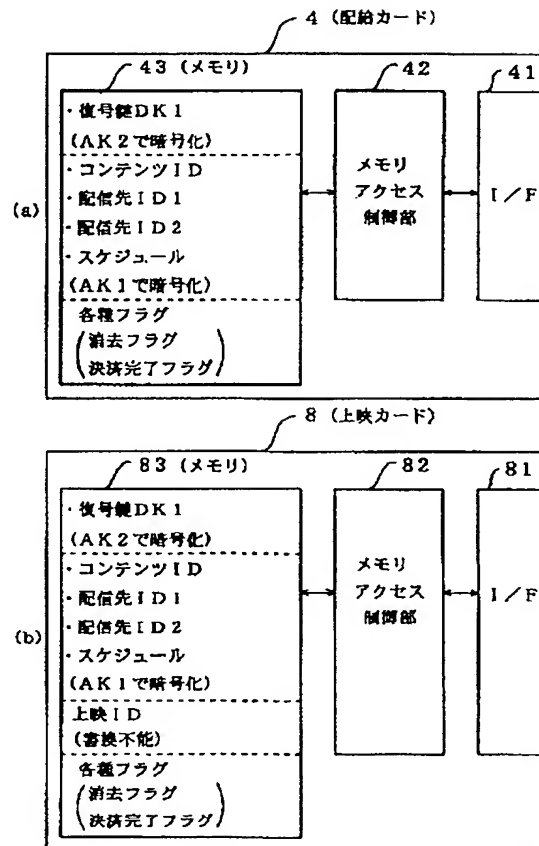 4（配給カード）
43（メモリ） 42 41
・復号鍵DK1
（AK2で暗号化）
・コンテンツID
・配信先ID1
・配信先ID2
・スケジュール
（AK1で暗号化）
各種フラグ
（消去フラグ
決済完了フラグ）
メモリ
アクセス
制御部
I／F
(a)
8（上映カード）
83（メモリ） 82 81
・復号鍵DK1
（AK2で暗号化）
・コンテンツID
・配信先ID1
・配信先ID2
・スケジュール
（AK1で暗号化）
上映ID
（書換不能）
各種フラグ
（消去フラグ
決済完了フラグ）
メモリ
アクセス
制御部
I／F
(b)